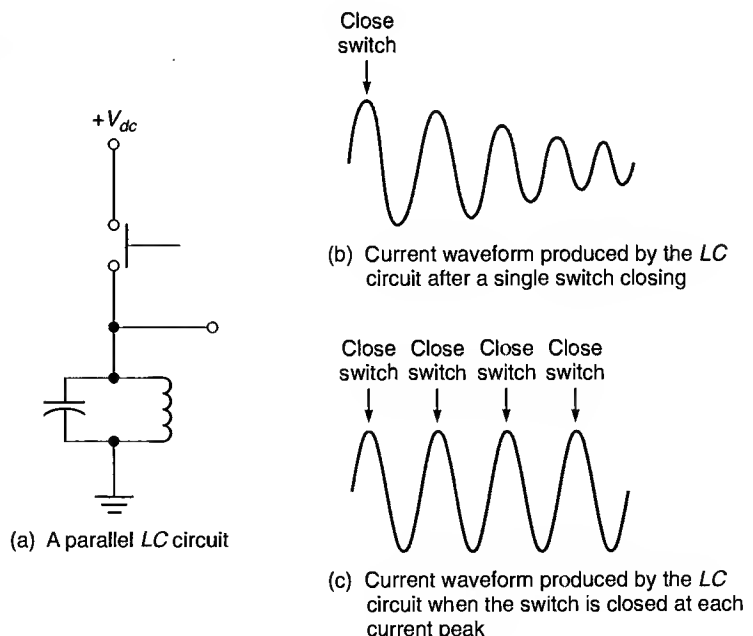 Close
switch
+Vdc
(b) Current waveform produced by the LC
circuit after a single switch closing
Close Close Close Close
switch switch switch switch
(a) A parallel LC circuit
(c) Current waveform produced by the LC
circuit when the switch is closed at each
current peak